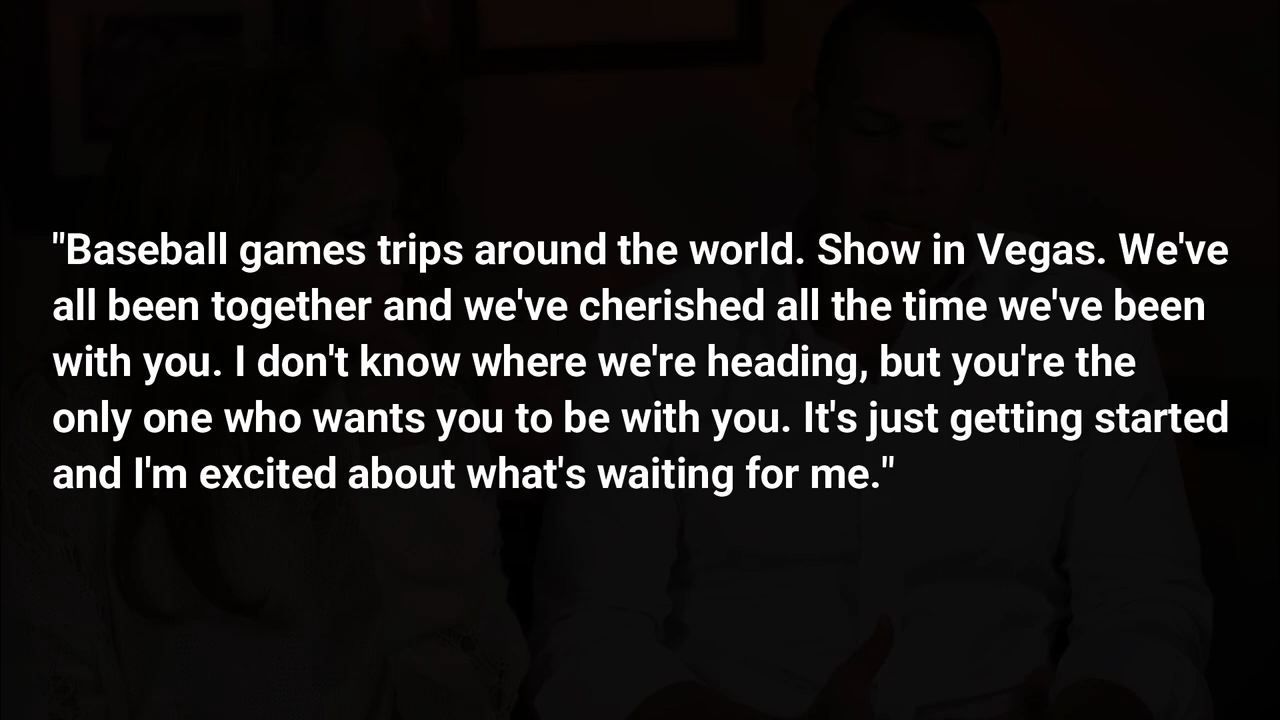 "Baseball games trips around the world. Show in Vegas. We've
all been together and we've cherished all the time we've been
with you. I don't know where we're heading, but you're the
only one who wants you to be with you. It's just getting started
and I'm excited about what's waiting for me."